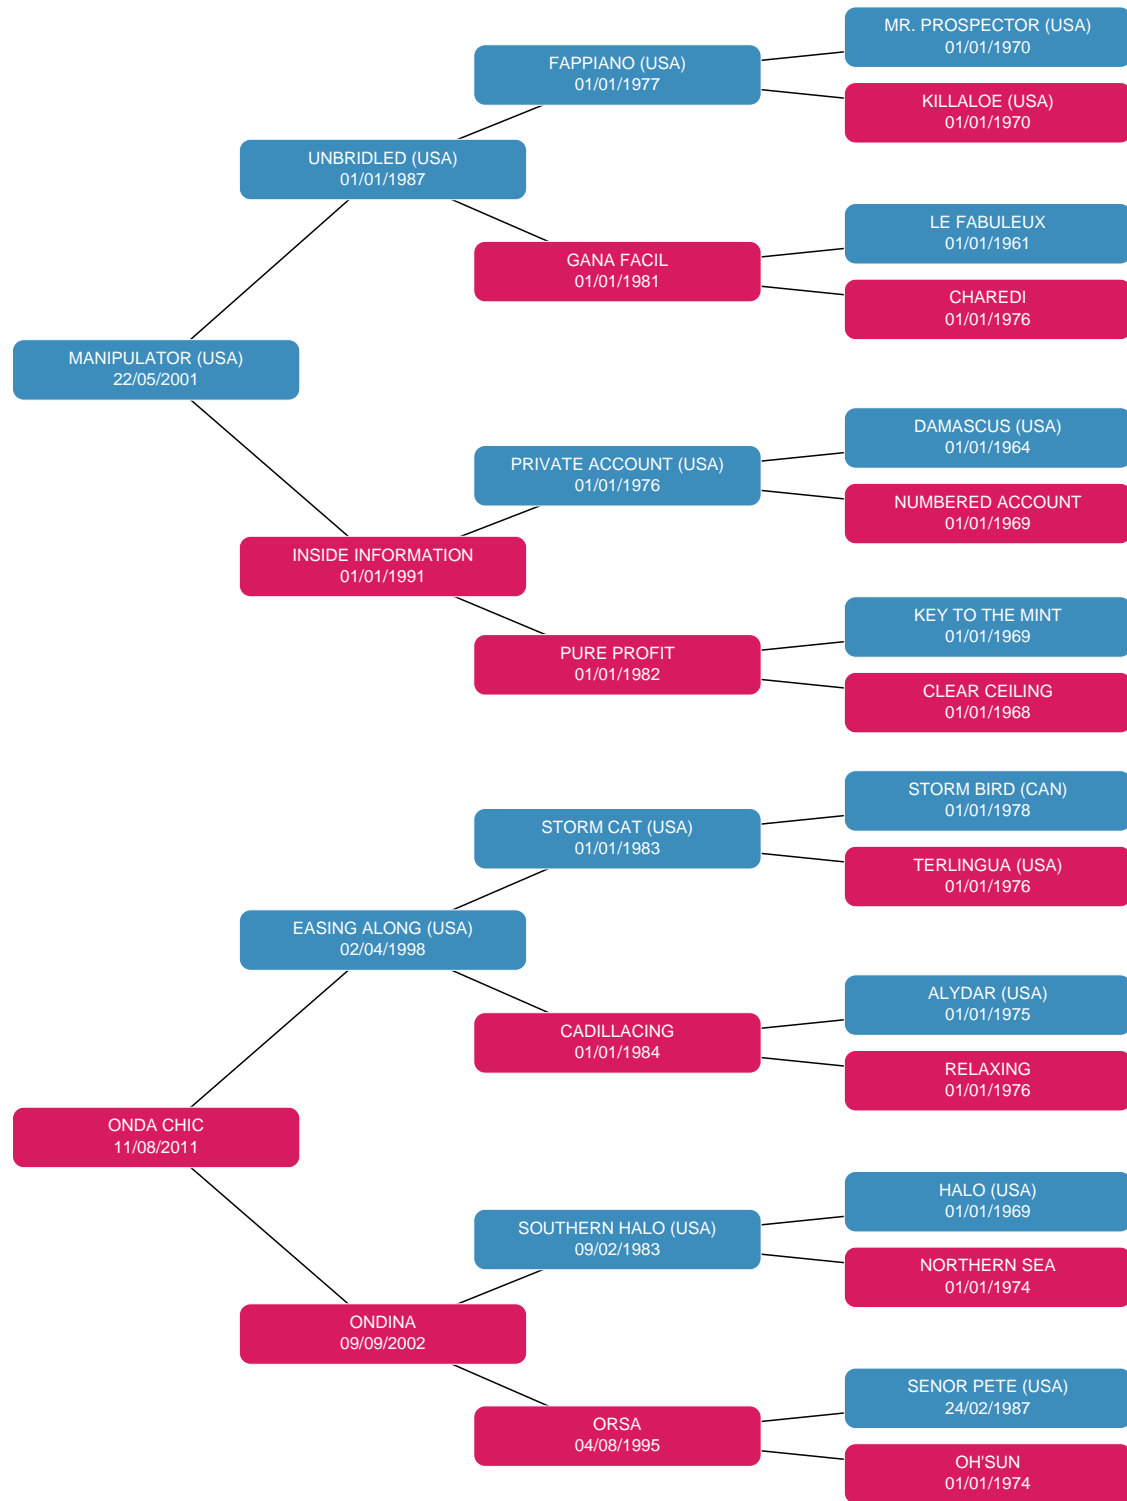 MR. PROSPECTOR (USA)
01/01/1970
FAPPIANO (USA)
01/01/1977
KILLALOE (USA)
01/01/1970
UNBRIDLED (USA)
01/01/1987
LE FABULEUX
01/01/1961
GANA FACIL
01/01/1981
CHAREDI
01/01/1976
MANIPULATOR (USA)
22/05/2001
DAMASCUS (USA)
01/01/1964
PRIVATE ACCOUNT (USA)
01/01/1976
NUMBERED ACCOUNT
01/01/1969
INSIDE INFORMATION
01/01/1991
KEY TO THE MINT
01/01/1969
PURE PROFIT
01/01/1982
CLEAR CEILING
01/01/1968
STORM BIRD (CAN)
01/01/1978
STORM CAT (USA)
01/01/1983
TERLINGUA (USA)
01/01/1976
EASING ALONG (USA)
02/04/1998
ALYDAR (USA)
01/01/1975
CADILLACING
01/01/1984
RELAXING
01/01/1976
ONDA CHIC
11/08/2011
HALO (USA)
01/01/1969
SOUTHERN HALO (USA)
09/02/1983
NORTHERN SEA
01/01/1974
ONDINA
09/09/2002
SENOR PETE (USA)
24/02/1987
ORSA
04/08/1995
OH'SUN
01/01/1974